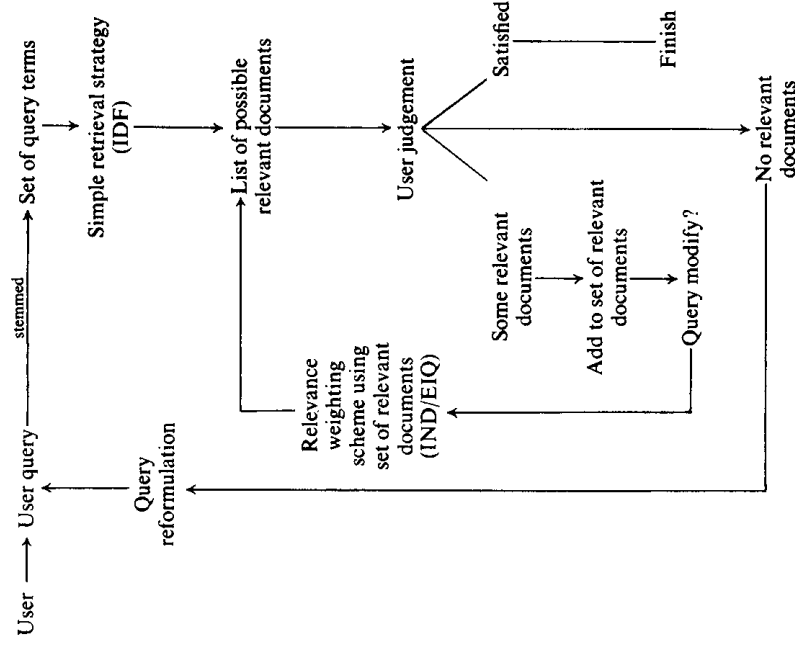 User
User query
stemmed
Set of query terms
Simple retrieval strategy
(IDF)
List of possible
relevant documents
User judgement
Satisfied
Finish
Some relevant
documents
Add to set of relevant
documents
Query modify?
Relevance
weighting
scheme using
set of relevant
documents
(IND/EIQ)
No relevant
documents
Query
reformulation